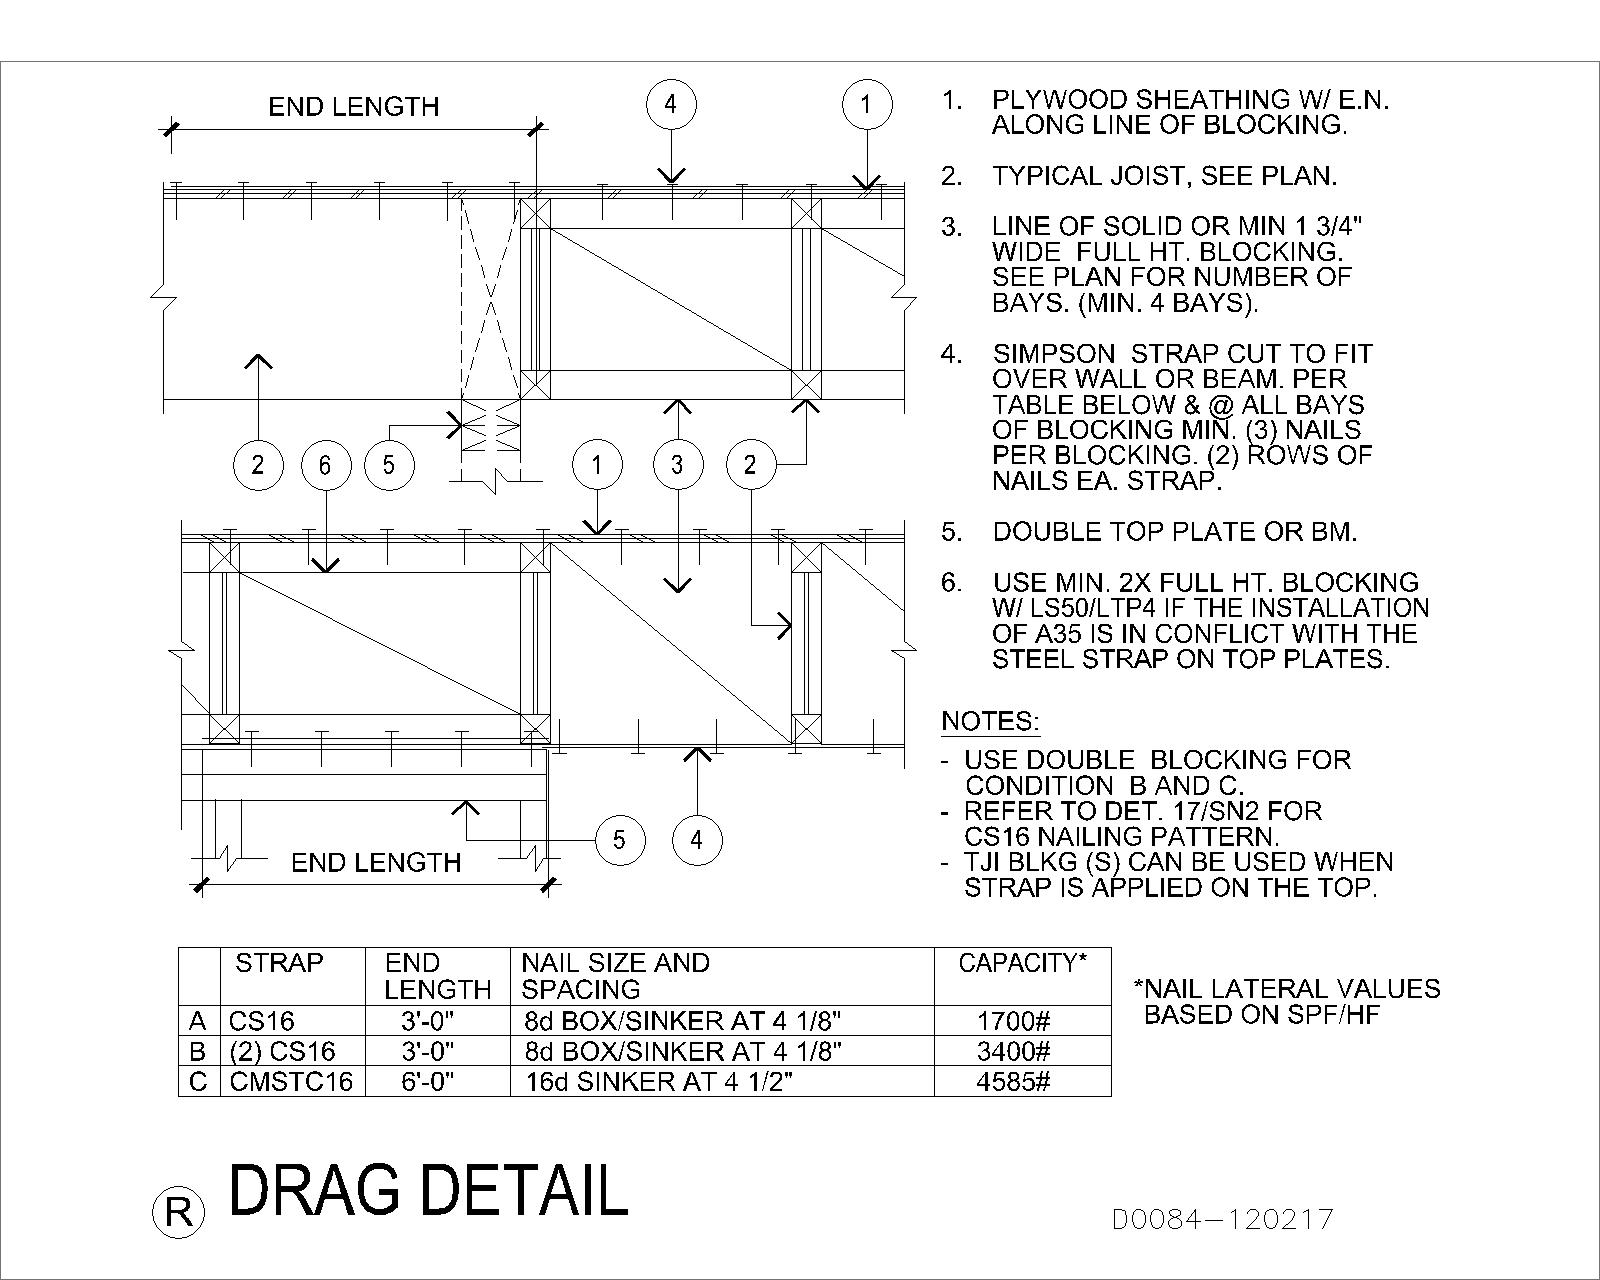 END LENGTH
4
1
1. PLYWOOD SHEATHING W/ E.N.
ALONG LINE OF BLOCKING.
2. TYPICAL JOIST, SEE PLAN.
3. LINE OF SOLID OR MIN 1 3/4"
WIDE FULL HT. BLOCKING.
SEE PLAN FOR NUMBER OF
BAYS. (MIN. 4 BAYS).
4. SIMPSON STRAP CUT TO FIT
OVER WALL OR BEAM. PER
TABLE BELOW & @ ALL BAYS
OF BLOCKING MIN. (3) NAILS
PER BLOCKING. (2) ROWS OF
NAILS EA. STRAP.
5. DOUBLE TOP PLATE OR BM.
6. USE MIN. 2X FULL HT. BLOCKING
W/ LS50/LTP4 IF THE INSTALLATION
OF A35 IS IN CONFLICT WITH THE
STEEL STRAP ON TOP PLATES.
2 6 5 1 3 2
NOTES:
- USE DOUBLE BLOCKING FOR
CONDITION B AND C.
- REFER TO DET. 17/SN2 FOR
CS16 NAILING PATTERN.
- TJI BLKG (S) CAN BE USED WHEN
STRAP IS APPLIED ON THE TOP.
5 4
END LENGTH
STRAP END NAIL SIZE AND CAPACITY*
LENGTH SPACING
A CS16 3'-0" 8d BOX/SINKER AT 4 1/8" 1700#
B (2) CS16 3'-0" 8d BOX/SINKER AT 4 1/8" 3400#
C CMSTC16 6'-0" 16d SINKER AT 4 1/2" 4585#
*NAIL LATERAL VALUES
BASED ON SPF/HF
R DRAG DETAIL
D0084-120217